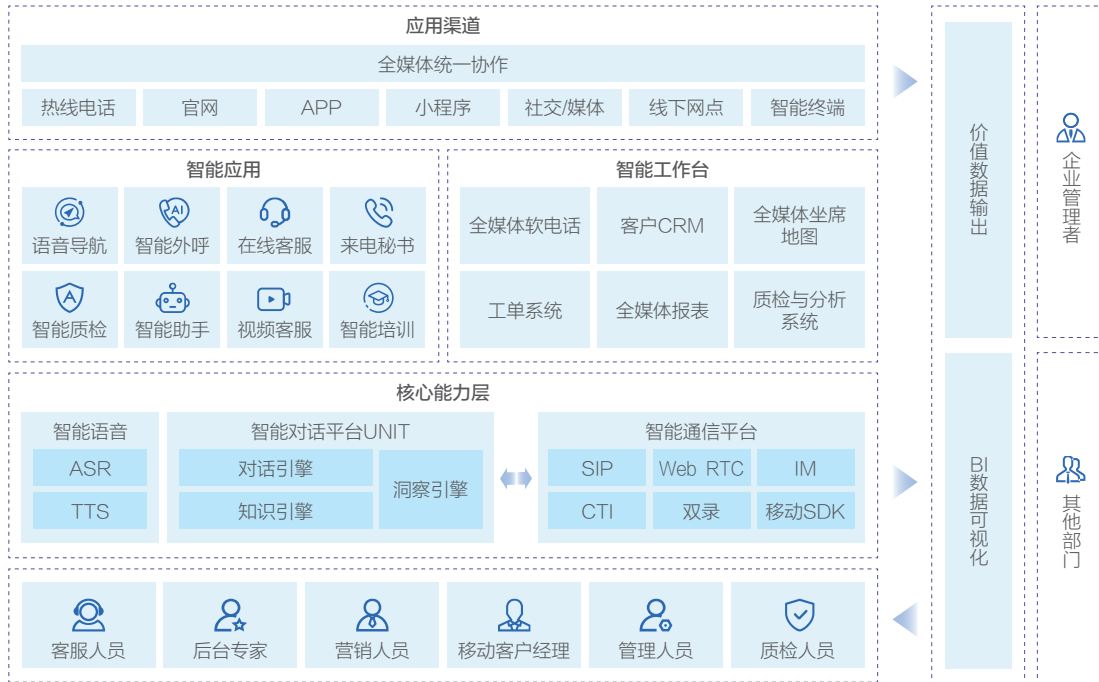 应用渠道
全媒体统一协作
热线电话
官网
APP
小程序
社交/媒体
线下网点
智能终端
智能应用
语音导航
AI
智能外呼
在线客服
来电秘书
A
智能质检
智能助手
视频客服
智能培训
智能工作台
全媒体软电话
客户CRM
全媒体坐席
地图
工单系统
全媒体报表
质检与分析
系统
核心能力层
智能语音
ASR
TTS
智能对话平台UNIT
对话引擎
知识引擎
洞察引擎
智能通信平台
SIP
Web RTC
IM
CTI
双录
移动SDK
客服人员
后台专家
营销人员
移动客户经理
管理人员
质检人员
价值数据输出
BI数据可视化
企业管理者
其他部门